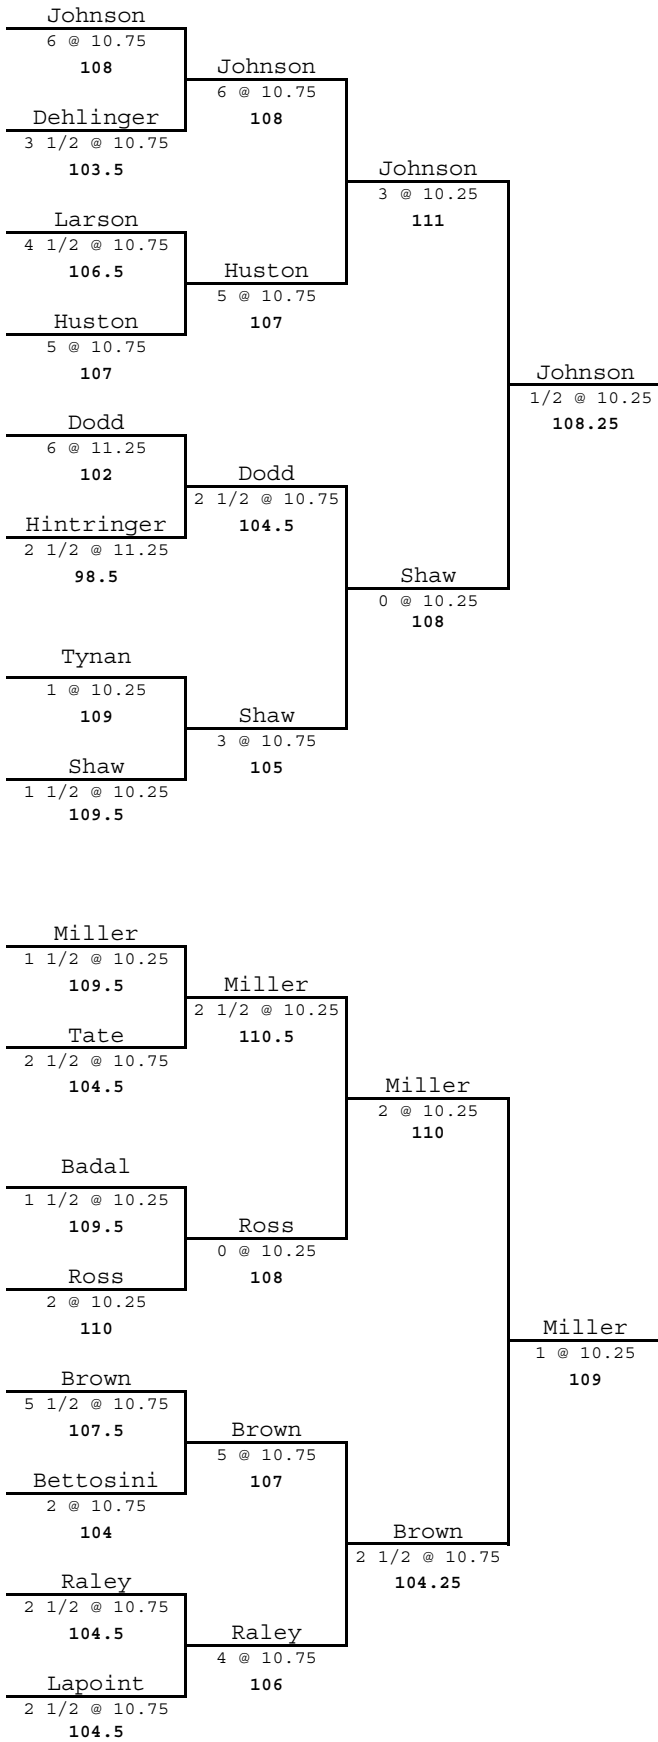 Johnson
6 @ 10.75
108
Johnson
6 @ 10.75
108
Dehlinger
3 1/2 @ 10.75
103.5
Johnson
3 @ 10.25
111
Larson
4 1/2 @ 10.75
106.5
Huston
5 @ 10.75
107
Huston
5 @ 10.75
107
Johnson
1/2 @ 10.25
108.25
Dodd
6 @ 11.25
102
Dodd
2 1/2 @ 10.75
104.5
Hintringer
2 1/2 @ 11.25
98.5
Shaw
0 @ 10.25
108
Tynan
1 @ 10.25
109
Shaw
3 @ 10.75
105
Shaw
1 1/2 @ 10.25
109.5
Miller
1 1/2 @ 10.25
109.5
Miller
2 1/2 @ 10.25
110.5
Tate
2 1/2 @ 10.75
104.5
Miller
2 @ 10.25
110
Badal
1 1/2 @ 10.25
109.5
Ross
0 @ 10.25
108
Ross
2 @ 10.25
110
Miller
1 @ 10.25
109
Brown
5 1/2 @ 10.75
107.5
Brown
5 @ 10.75
107
Bettosini
2 @ 10.75
104
Brown
2 1/2 @ 10.75
104.25
Raley
2 1/2 @ 10.75
104.5
Raley
4 @ 10.75
106
Lapoint
2 1/2 @ 10.75
104.5